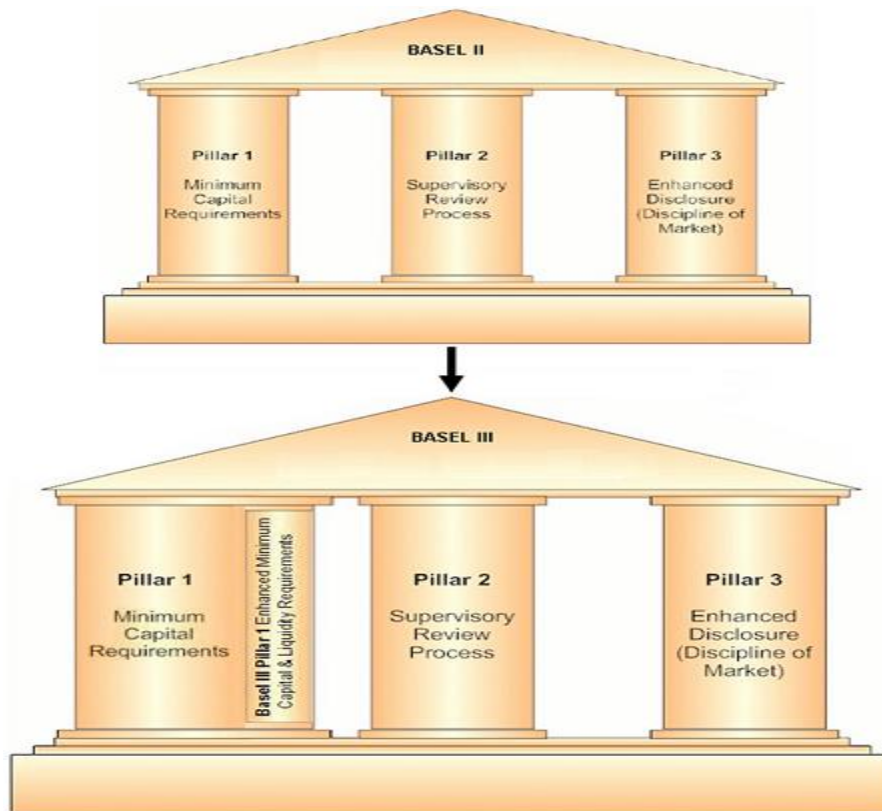 BASEL II
Pillar 1
Minimum
Capital
Requirements
Pillar 2
Supervisory
Review
Process
Pillar 3
Enhanced
Disclosure
(Discipline of
Market)
BASEL III
Pillar 1
Minimum
Capital
Requirements
Basel III Pillar 1 Enhanced Minimum
Capital & Liquidity Requirements
Pillar 2
Supervisory
Review
Process
Pillar 3
Enhanced
Disclosure
(Discipline of
Market)